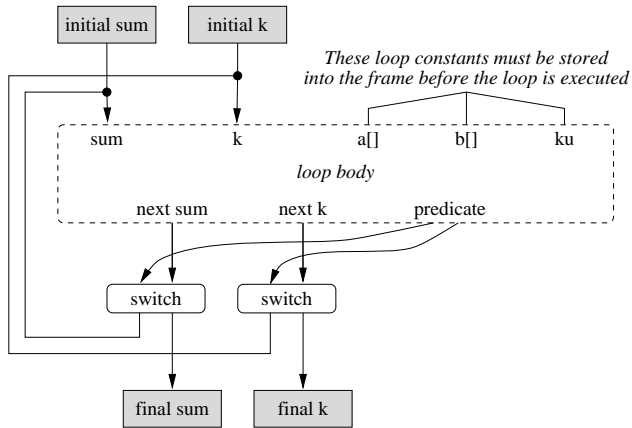 initial sum
initial k
These loop constants must be stored
into the frame before the loop is executed
sum
k
a[]
b[]
ku
loop body
next sum
next k
predicate
switch
switch
final sum
final k